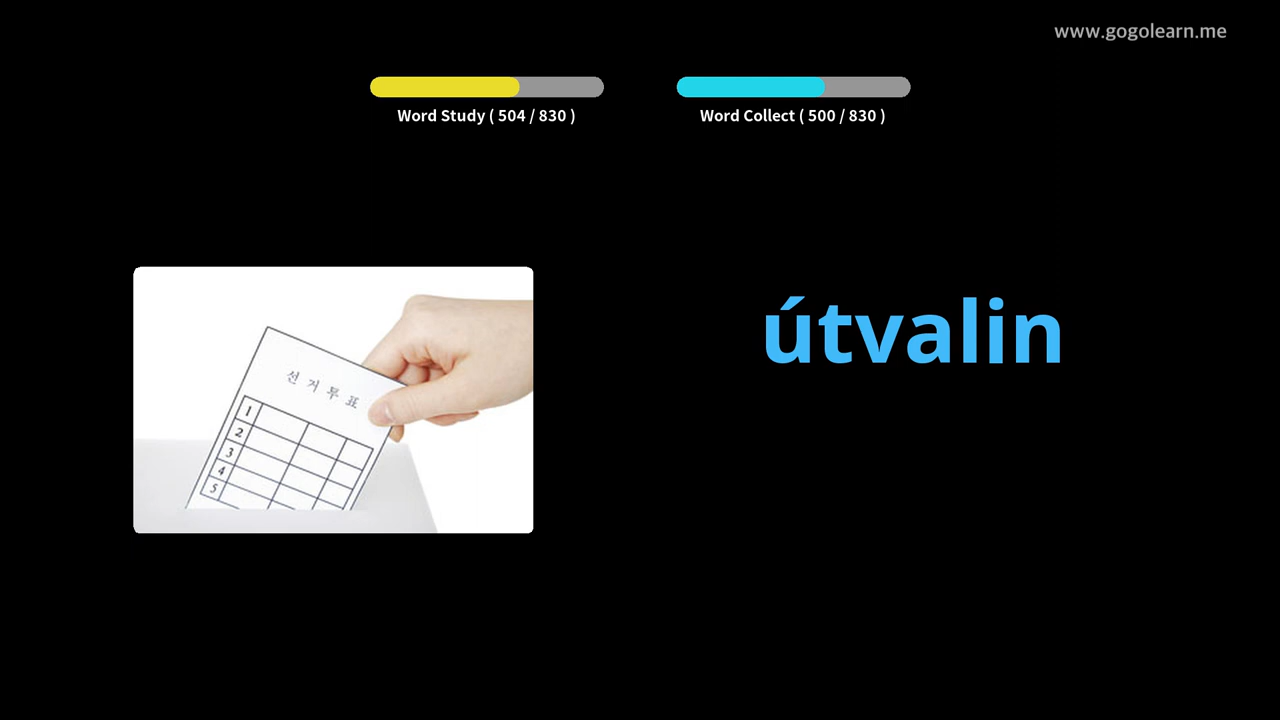 www.gogolearn.me
Word Study ( 504 / 830 )
Word Collect ( 500 / 830 )
útvalin
선거투표
1
2
3
4
5